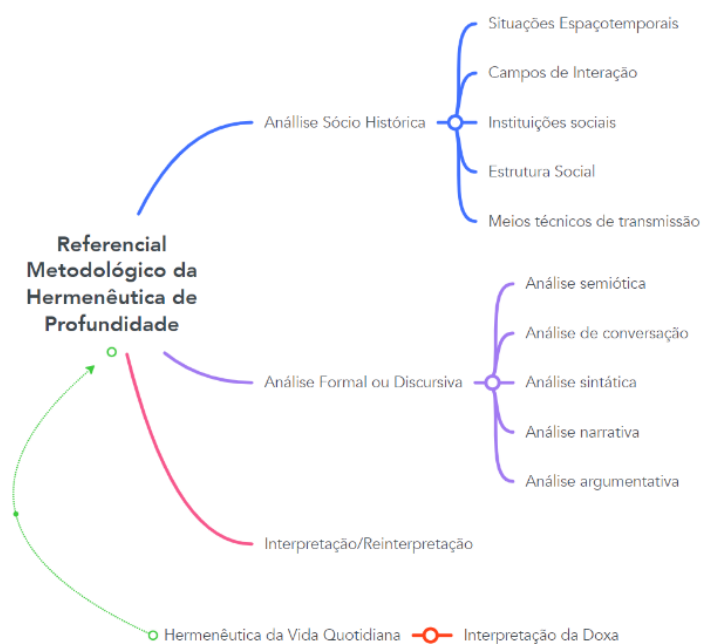 Referencial
Metodológico da
Hermenêutica de
Profundidade
Anállise Sócio Histórica
Situações Espaçotemporais
Campos de Interação
Instituições sociais
Estrutura Social
Meios técnicos de transmissão
Análise Formal ou Discursiva
Análise semiótica
Análise de conversação
Análise sintática
Análise narrativa
Análise argumentativa
Interpretação/Reinterpretação
Hermenêutica da Vida Quotidiana
Interpretação da Doxa